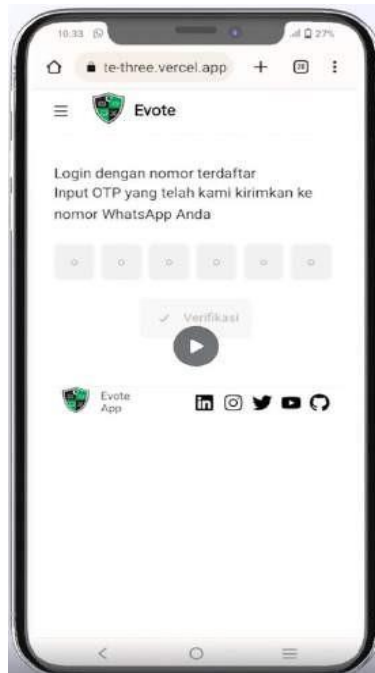 10.33
27%
te-three.vercel.app
Evote
Login dengan nomor terdaftar
Input OTP yang telah kami kirimkan ke
nomor WhatsApp Anda
Verifikasi
Evote
App
in